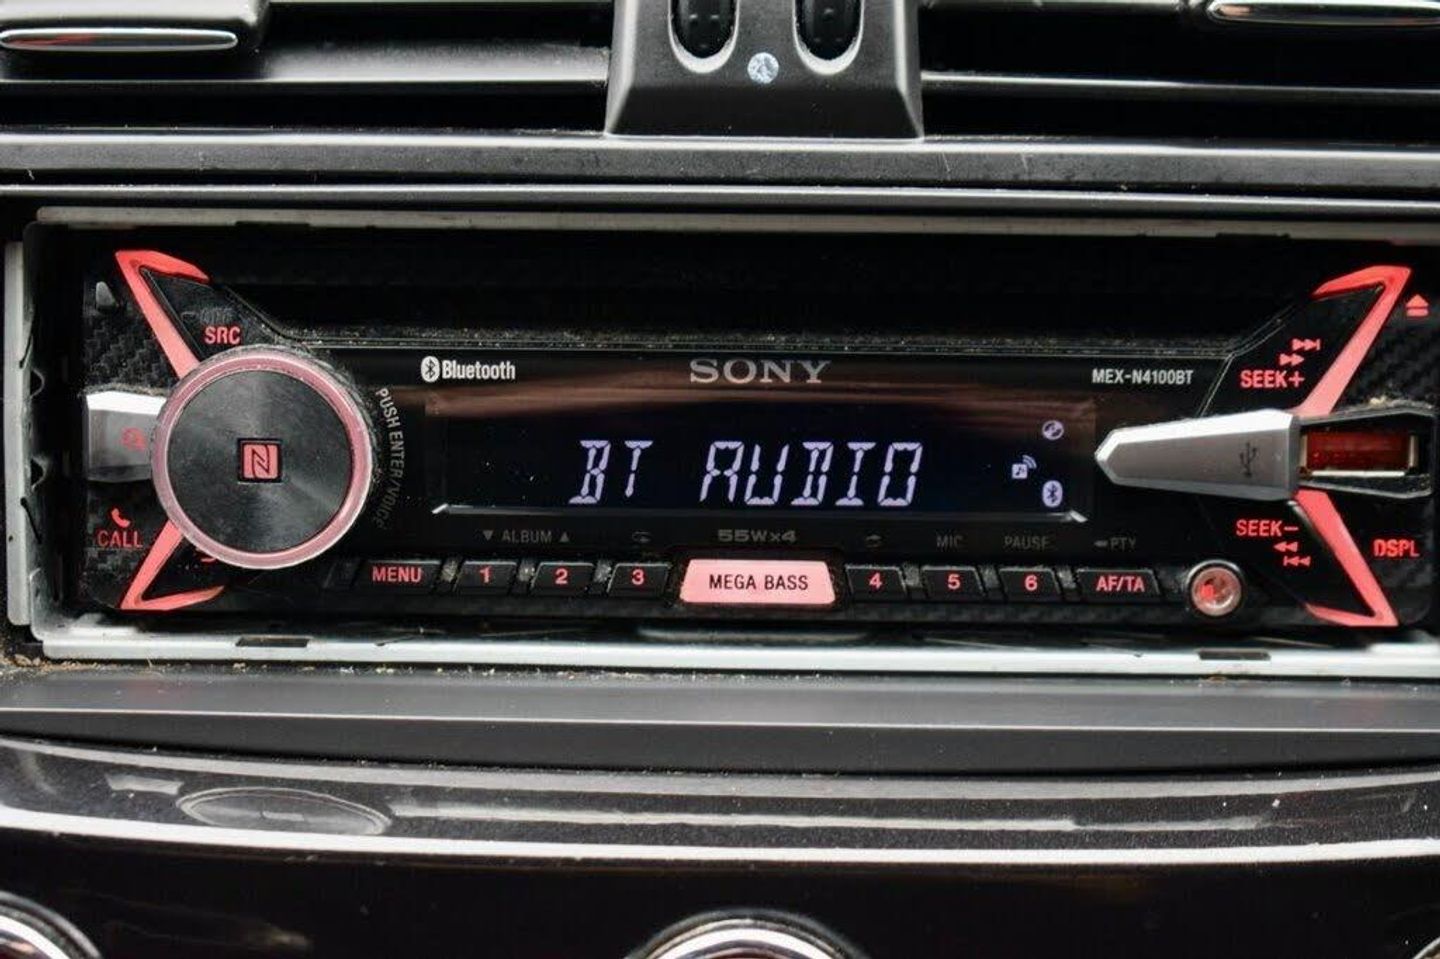 SRC
Bluetooth
SONY
MEX-N4100BT
SEEK+
PUSH ENTER/VOICE
BT AUDIO
CALL
SEEK−
DSPL
▼ ALBUM ▲
55W×4
MIC
PAUSE
PTY
MENU
1
2
3
MEGA BASS
4
5
6
AF/TA